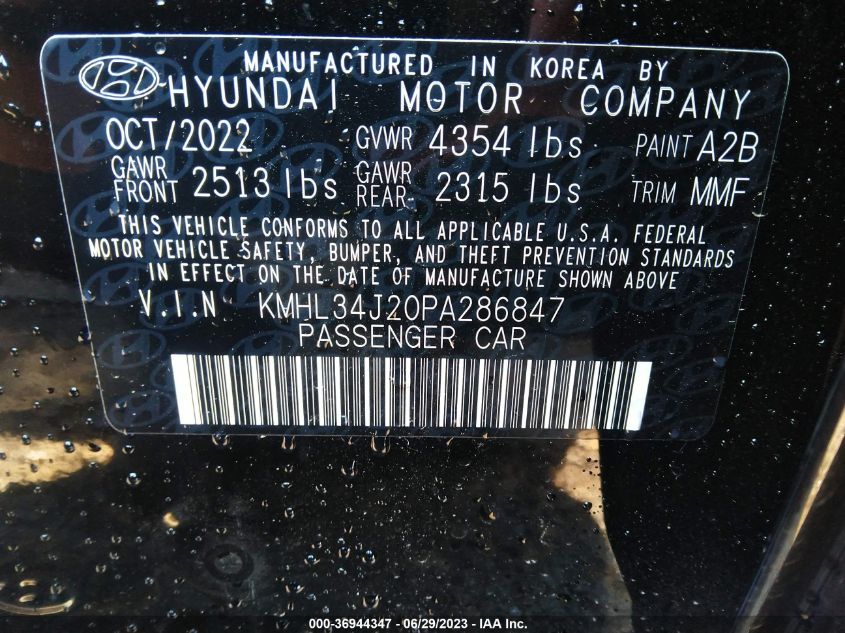 MANUFACTURED IN KOREA BY
HYUNDAI MOTOR COMPANY
OCT/2022 GVWR 4354 lbs PAINT A2B
GAWR FRONT 2513 lbs GAWR REAR 2315 lbs TRIM MMF
THIS VEHICLE CONFORMS TO ALL APPLICABLE U.S.A. FEDERAL
MOTOR VEHICLE SAFETY, BUMPER, AND THEFT PREVENTION STANDARDS
IN EFFECT ON THE DATE OF MANUFACTURE SHOWN ABOVE
V.I.N KMHL34J20PA286847
PASSENGER CAR
000-36944347 - 06/29/2023 - IAA Inc.